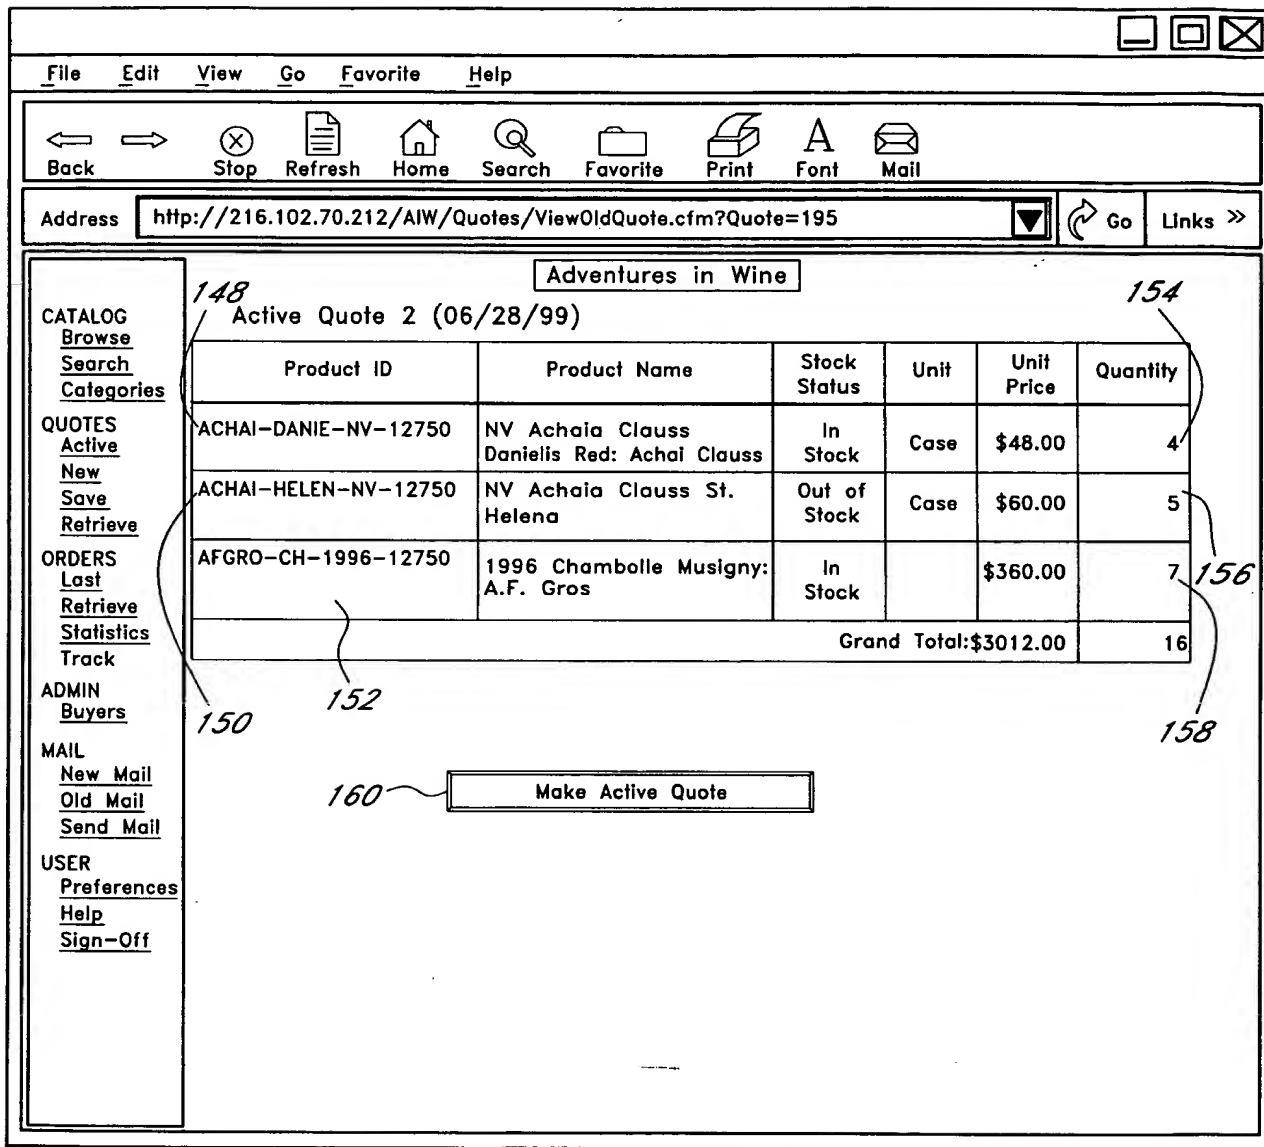 File Edit View Go Favorite Help
Back Stop Refresh Home Search Favorite Print Font Mail
Address http://216.102.70.212/AIW/Quotes/ViewOldQuote.cfm?Quote=195 Go Links »
Adventures in Wine
148
154
Active Quote 2 (06/28/99)
CATALOG
Browse
Search
Categories
QUOTES
Active
New
Save
Retrieve
ORDERS
Last
Retrieve
Statistics
Track
ADMIN
Buyers
MAIL
New Mail
Old Mail
Send Mail
USER
Preferences
Help
Sign-Off
Product ID Product Name Stock Status Unit Unit Price Quantity
ACHAI-DANIE-NV-12750 NV Achaia Clauss Danielis Red: Achai Clauss In Stock Case $48.00 4
ACHAI-HELEN-NV-12750 NV Achaia Clauss St. Helena Out of Stock Case $60.00 5
AFGRO-CH-1996-12750 1996 Chambolle Musigny: A.F. Gros In Stock $360.00 7
156
Grand Total:$3012.00 16
152
150
158
160
Make Active Quote